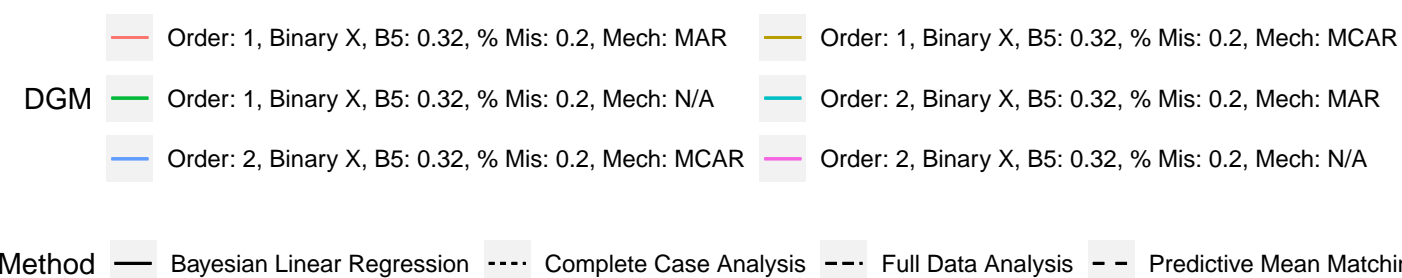 Order: 1, Binary X, B5: 0.32, % Mis: 0.2, Mech: MAR Order: 1, Binary X, B5: 0.32, % Mis: 0.2, Mech: MCAR
DGM Order: 1, Binary X, B5: 0.32, % Mis: 0.2, Mech: N/A Order: 2, Binary X, B5: 0.32, % Mis: 0.2, Mech: MAR
Order: 2, Binary X, B5: 0.32, % Mis: 0.2, Mech: MCAR Order: 2, Binary X, B5: 0.32, % Mis: 0.2, Mech: N/A
Method Bayesian Linear Regression Complete Case Analysis Full Data Analysis Predictive Mean Matchin